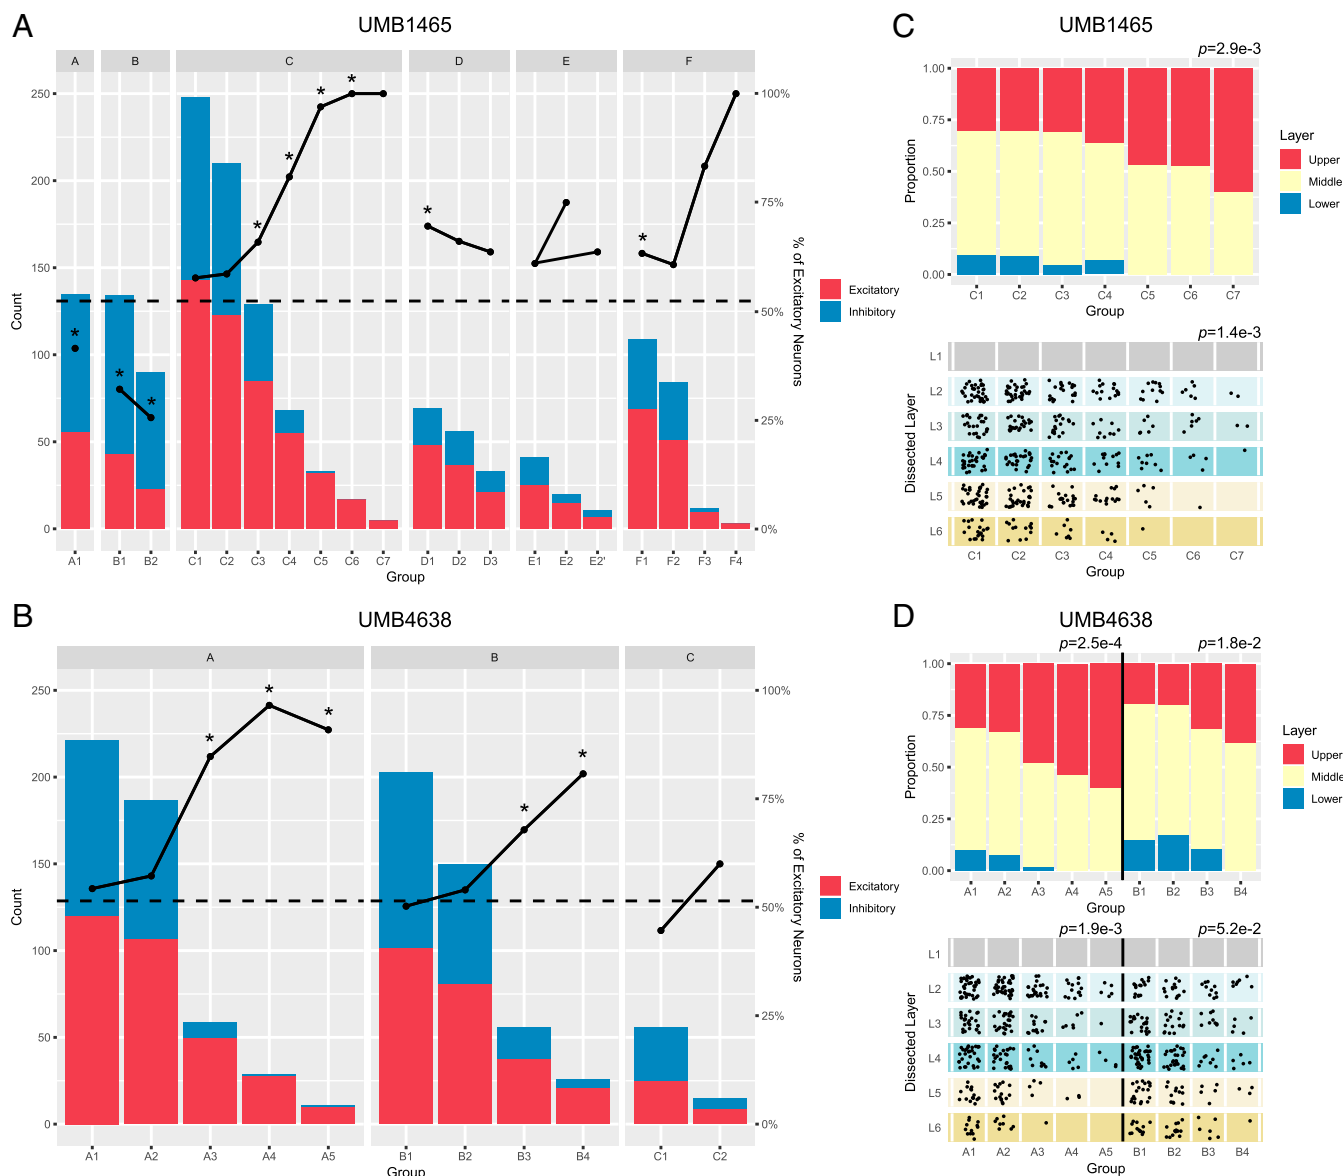 A
UMB1465
A B C D E F
250
200
150
100
50
0
Count
100%
75%
50%
25%
0%
% of Excitatory Neurons
* * * * * * * * * *
A1 B1 B2 C1 C2 C3 C4 C5 C6 C7 D1 D2 D3 E1 E2 E2' F1 F2 F3 F4
Group
Excitatory
Inhibitory
B
UMB4638
A B C
250
200
150
100
50
0
Count
100%
75%
50%
25%
0%
% of Excitatory Neurons
* * * * *
A1 A2 A3 A4 A5 B1 B2 B3 B4 C1 C2
Group
Excitatory
Inhibitory
C
UMB1465
p=2.9e-3
1.00
0.75
0.50
0.25
0.00
Proportion
C1 C2 C3 C4 C5 C6 C7
Group
Layer
Upper
Middle
Lower
p=1.4e-3
L1
L2
L3
L4
L5
L6
Dissected Layer
C1 C2 C3 C4 C5 C6 C7
Group
D
UMB4638
p=2.5e-4 p=1.8e-2
1.00
0.75
0.50
0.25
0.00
Proportion
A1 A2 A3 A4 A5 B1 B2 B3 B4
Group
Layer
Upper
Middle
Lower
p=1.9e-3 p=5.2e-2
L1
L2
L3
L4
L5
L6
Dissected Layer
A1 A2 A3 A4 A5 B1 B2 B3 B4
Group